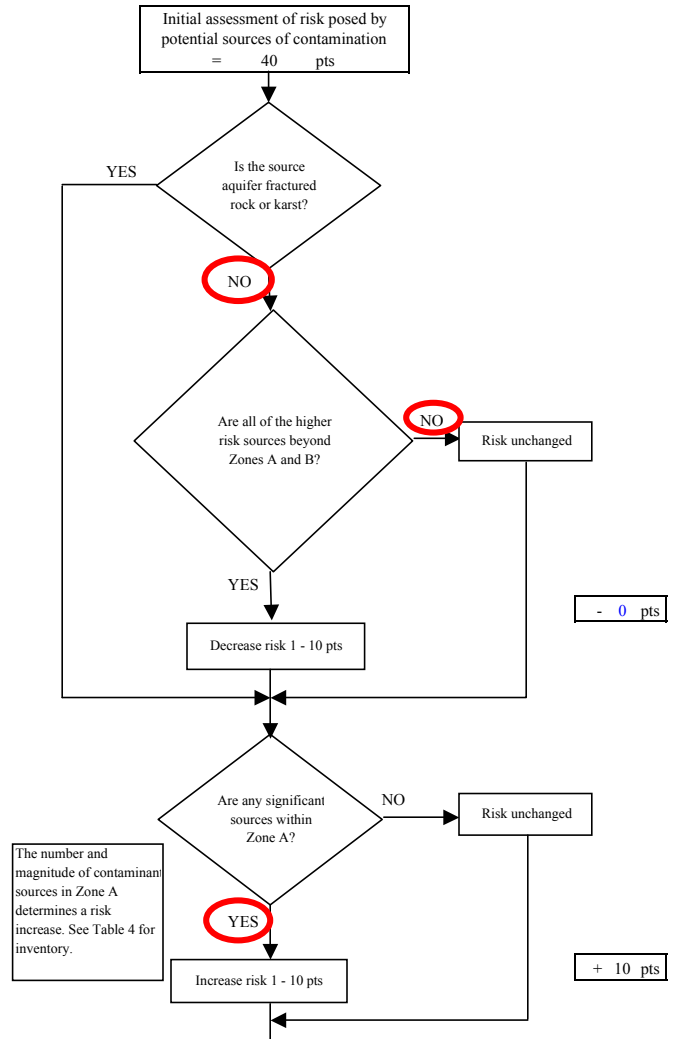 Initial assessment of risk posed by
potential sources of contamination
= 40 pts
YES
Is the source
aquifer fractured
rock or karst?
NO
Are all of the higher
risk sources beyond
Zones A and B?
NO
Risk unchanged
YES
- 0 pts
Decrease risk 1 - 10 pts
Are any significant
sources within
Zone A?
NO
Risk unchanged
The number and
magnitude of contaminant
sources in Zone A
determines a risk
increase. See Table 4 for
inventory.
YES
+ 10 pts
Increase risk 1 - 10 pts